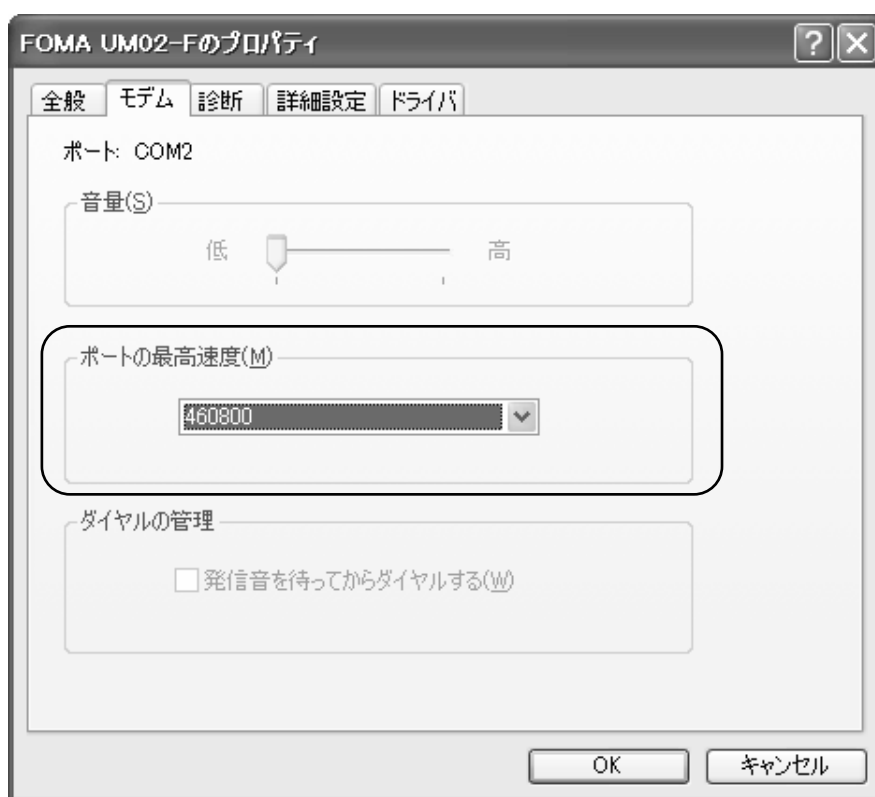 FOMA UM02-Fのプロパティ
全般 モデム 診断 詳細設定 ドライバ
ポート: COM2
音量(S)
低 高
ポートの最高速度(M)
460800
ダイヤルの管理
発信音を待ってからダイヤルする(W)
OK キャンセル